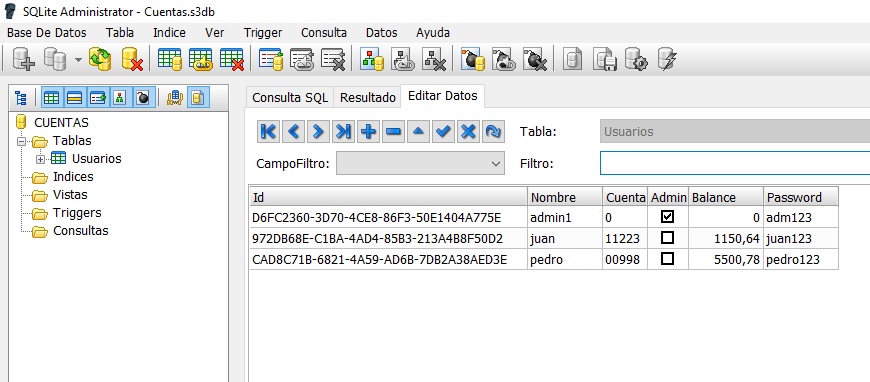 SQLite Administrator - Cuentas.s3db
Base De Datos Tabla Indice Ver Trigger Consulta Datos Ayuda
Consulta SQL Resultado Editar Datos
CUENTAS
Tablas
Usuarios
Indices
Vistas
Triggers
Consultas
Tabla: Usuarios
CampoFiltro: Filtro:
Id Nombre Cuenta Admin Balance Password
D6FC2360-3D70-4CE8-86F3-50E1404A775E admin1 0 0 adm123
972DB68E-C1BA-4AD4-85B3-213A4B8F50D2 juan 11223 1150,64 juan123
CAD8C71B-6821-4A59-AD6B-7DB2A38AED3E pedro 00998 5500,78 pedro123